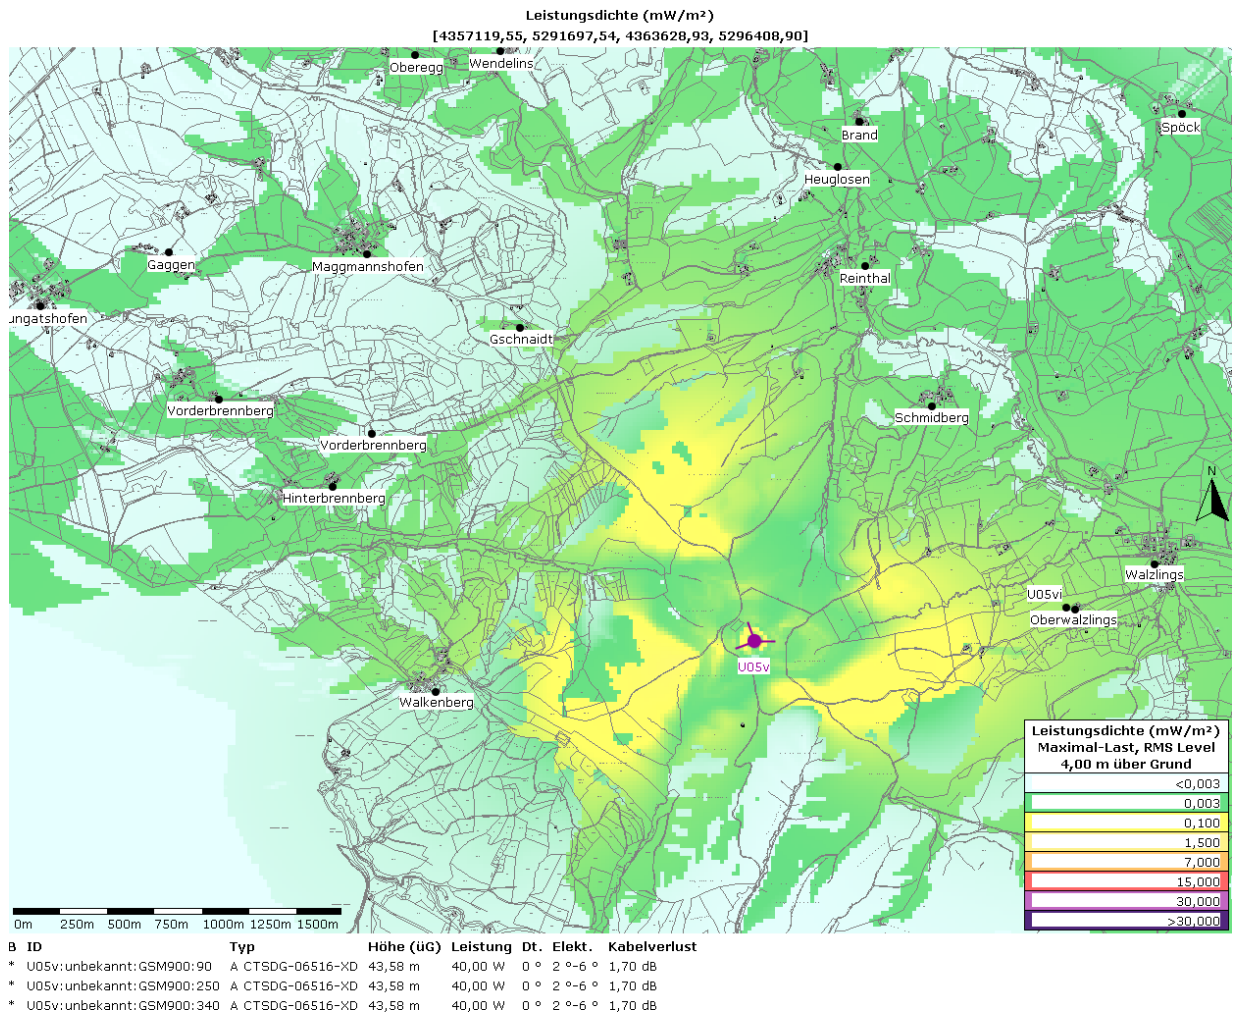 Leistungsdichte (mW/m²)
[4357119,55, 5291697,54, 4363628,93, 5296408,90]
Wendelins
Oberegg
Spöck
Brand
Heuglosen
Gaggen
Maggmannshofen
Reinthal
ungatshofen
Gschnaidt
Vorderbrennberg
Schmidberg
Vorderbrennberg
N
Hinterbrennberg
Walzlings
U05vi
Oberwalzlings
U05v
Walkenberg
Leistungsdichte (mW/m²)
Maximal-Last, RMS Level
4,00 m über Grund
<0,003
0,003
0,100
1,500
7,000
15,000
30,000
>30,000
0m 250m 500m 750m 1000m 1250m 1500m
B ID Typ Höhe (üG) Leistung Dt. Elekt. Kabelverlust
* U05v:unbekannt:GSM900:90 A CTSDG-06516-XD 43,58 m 40,00 W 0 ° 2 °-6 ° 1,70 dB
* U05v:unbekannt:GSM900:250 A CTSDG-06516-XD 43,58 m 40,00 W 0 ° 2 °-6 ° 1,70 dB
* U05v:unbekannt:GSM900:340 A CTSDG-06516-XD 43,58 m 40,00 W 0 ° 2 °-6 ° 1,70 dB